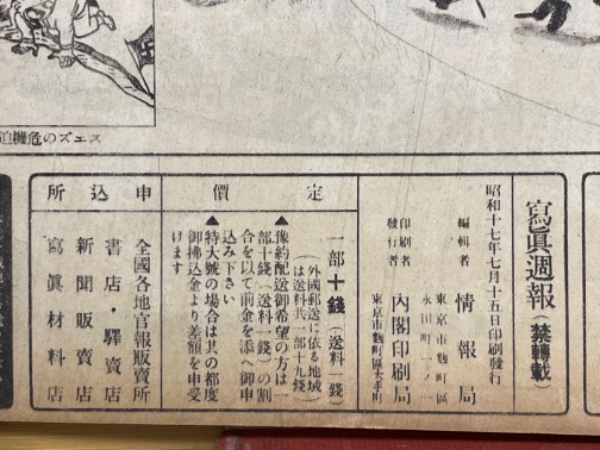 スエズの危機迫
寫眞週報（禁轉載）
昭和十七年七月十五日印刷發行
編輯者 情報局
東京市麴町區
永田町一ノ一
印刷者
發行者
內閣印刷局
東京市麴町區大手町
定價
一部十錢（送料一錢）
（外國郵送に依る地域
は送料共一部十九錢）
▲豫約配送御希望の方は一
部十錢（送料一錢）の割
合を以て前金を添へ御申
込み下さい
▲特大號の場合は其の都度
御拂込金より差額を申受
けます
申込所
全國各地官報販賣所
書店・驛賣店
新聞販賣店
寫眞材料店